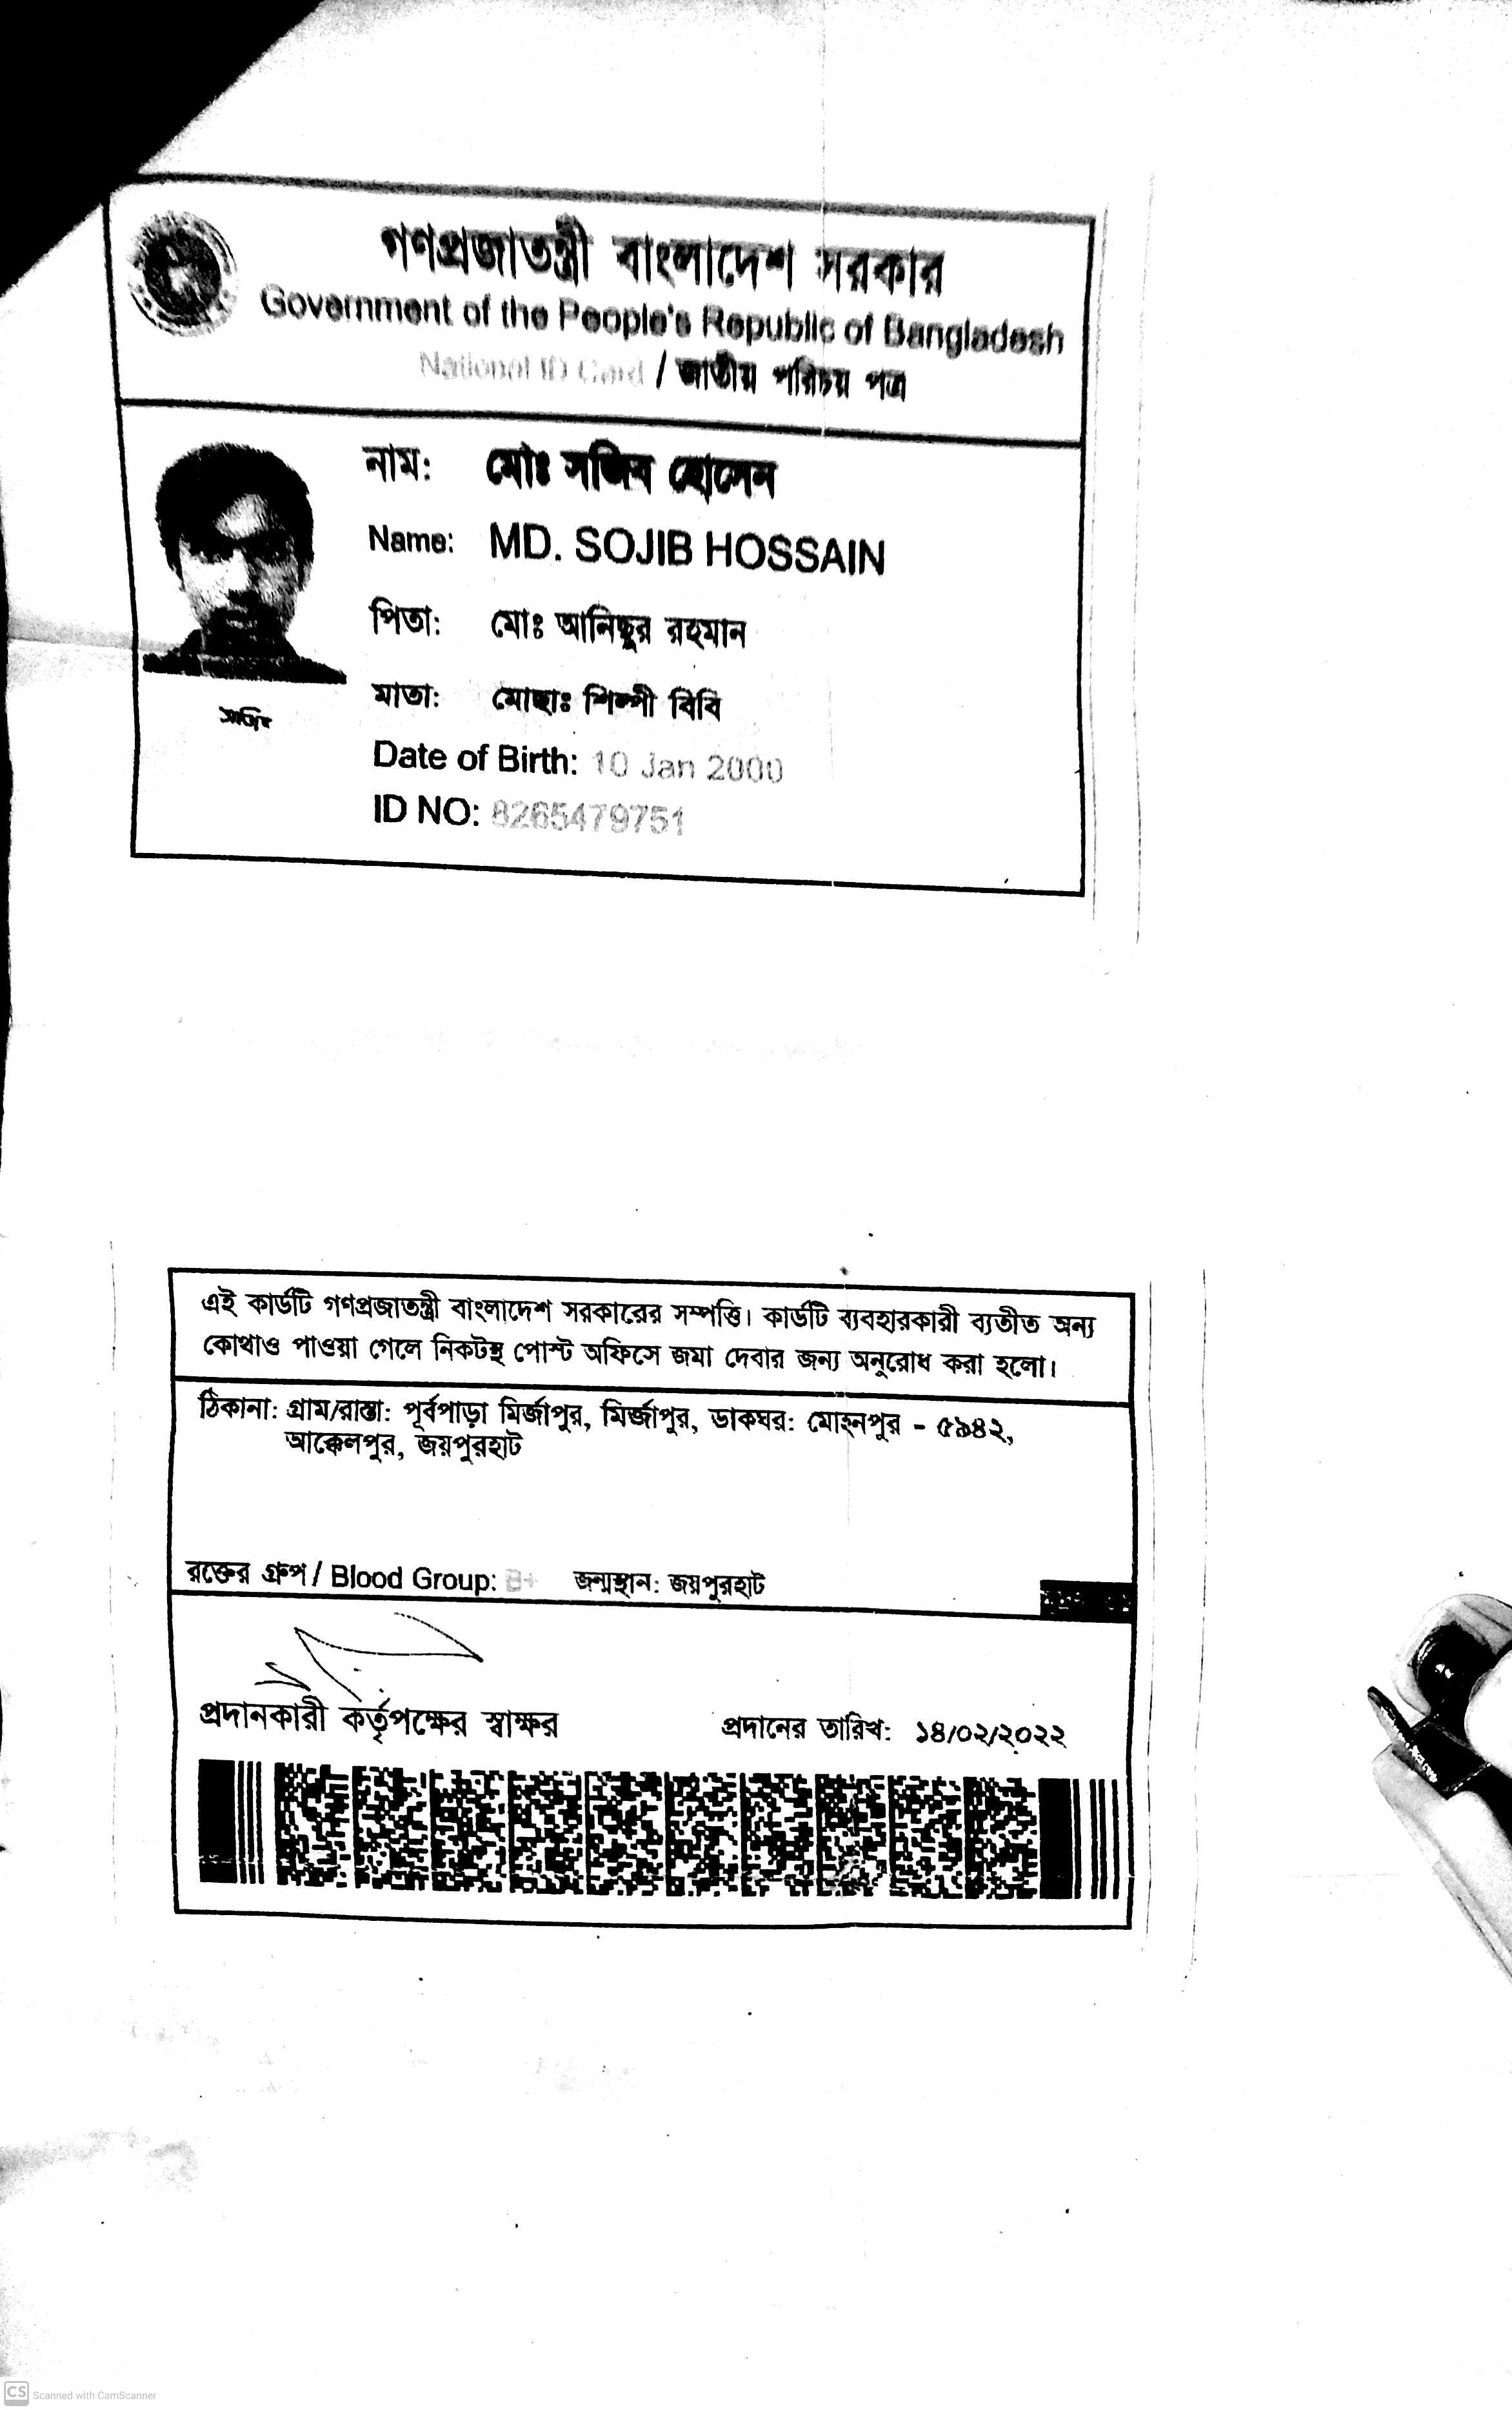 গণপ্রজাতন্ত্রী বাংলাদেশ সরকার
Government of the People's Republic of Bangladesh
National ID Card / জাতীয় পরিচয় পত্র
নাম: মোঃ সজিব হোসেন
Name: MD. SOJIB HOSSAIN
পিতা: মোঃ আনিছুর রহমান
মাতা: মোছাঃ শিল্পী বিবি
সজিব
Date of Birth: 10 Jan 2000
ID NO: 8265479751
এই কার্ডটি গণপ্রজাতন্ত্রী বাংলাদেশ সরকারের সম্পত্তি। কার্ডটি ব্যবহারকারী ব্যতীত অন্য
কোথাও পাওয়া গেলে নিকটস্থ পোস্ট অফিসে জমা দেবার জন্য অনুরোধ করা হলো।
ঠিকানা: গ্রাম/রাস্তা: পূর্বপাড়া মির্জাপুর, মির্জাপুর, ডাকঘর: মোহনপুর - ৫৯৪২,
আক্কেলপুর, জয়পুরহাট
রক্তের গ্রুপ / Blood Group: B+ জন্মস্থান: জয়পুরহাট
প্রদানকারী কর্তৃপক্ষের স্বাক্ষর প্রদানের তারিখ: ১৪/০২/২০২২
CS Scanned with CamScanner